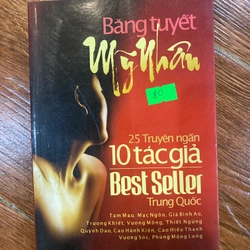 Băng tuyết
Mỹ Nhân
80
25 Truyện ngắn
10 tác giả
Best Seller
Trung Quốc
Tam Mao, Mạc Ngôn, Giả Bình Ao,
Trương Khiết, Vương Mông, Thiết Ngưng
Quỳnh Dao, Cao Hành Kiện, Cao Hiểu Thanh
Vương Sóc, Phùng Mộng Long